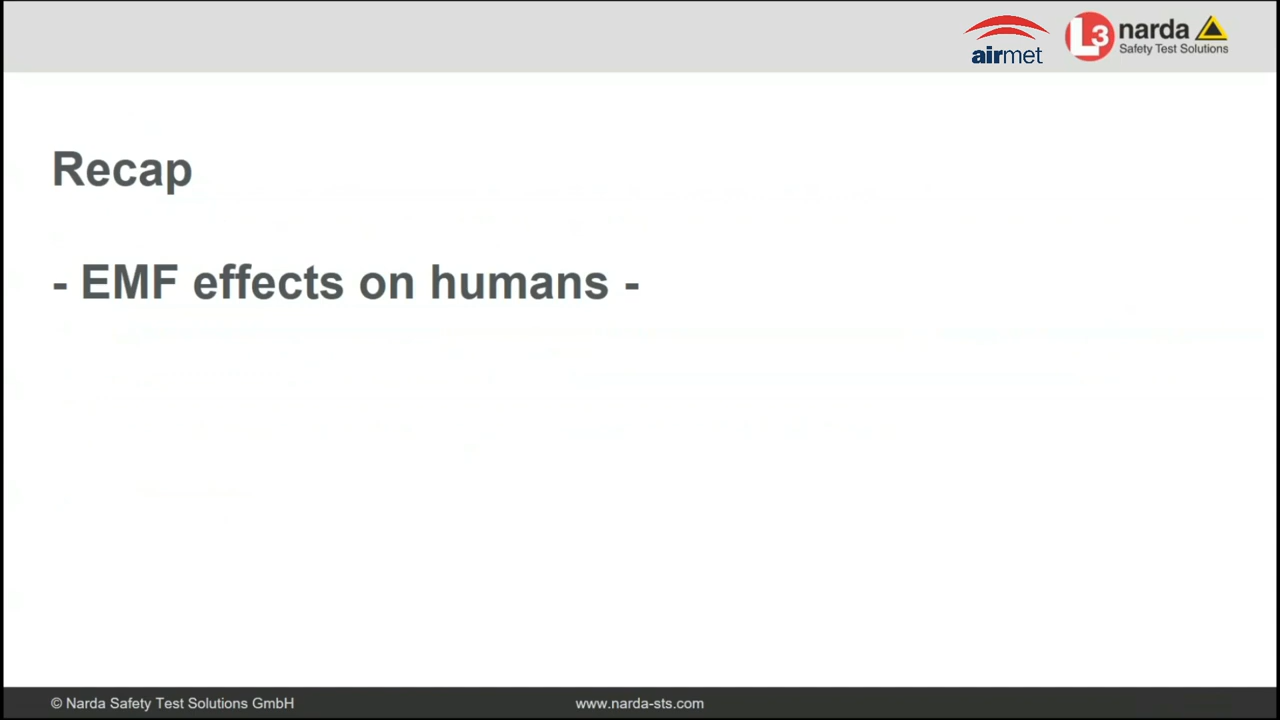 airmet
L3 narda
Safety Test Solutions
Recap
- EMF effects on humans -
© Narda Safety Test Solutions GmbH
www.narda-sts.com